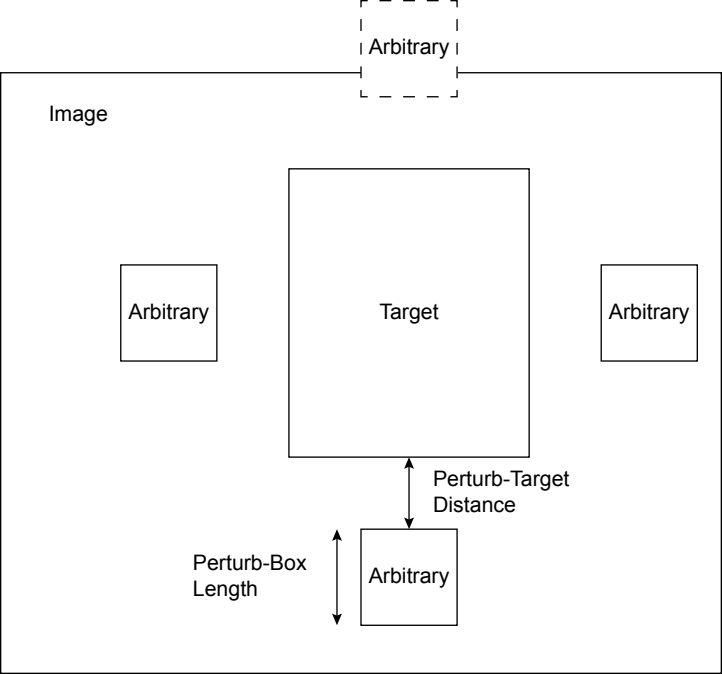 Arbitrary
Image
Arbitrary
Target
Arbitrary
Perturb-Target
Distance
Perturb-Box
Length
Arbitrary